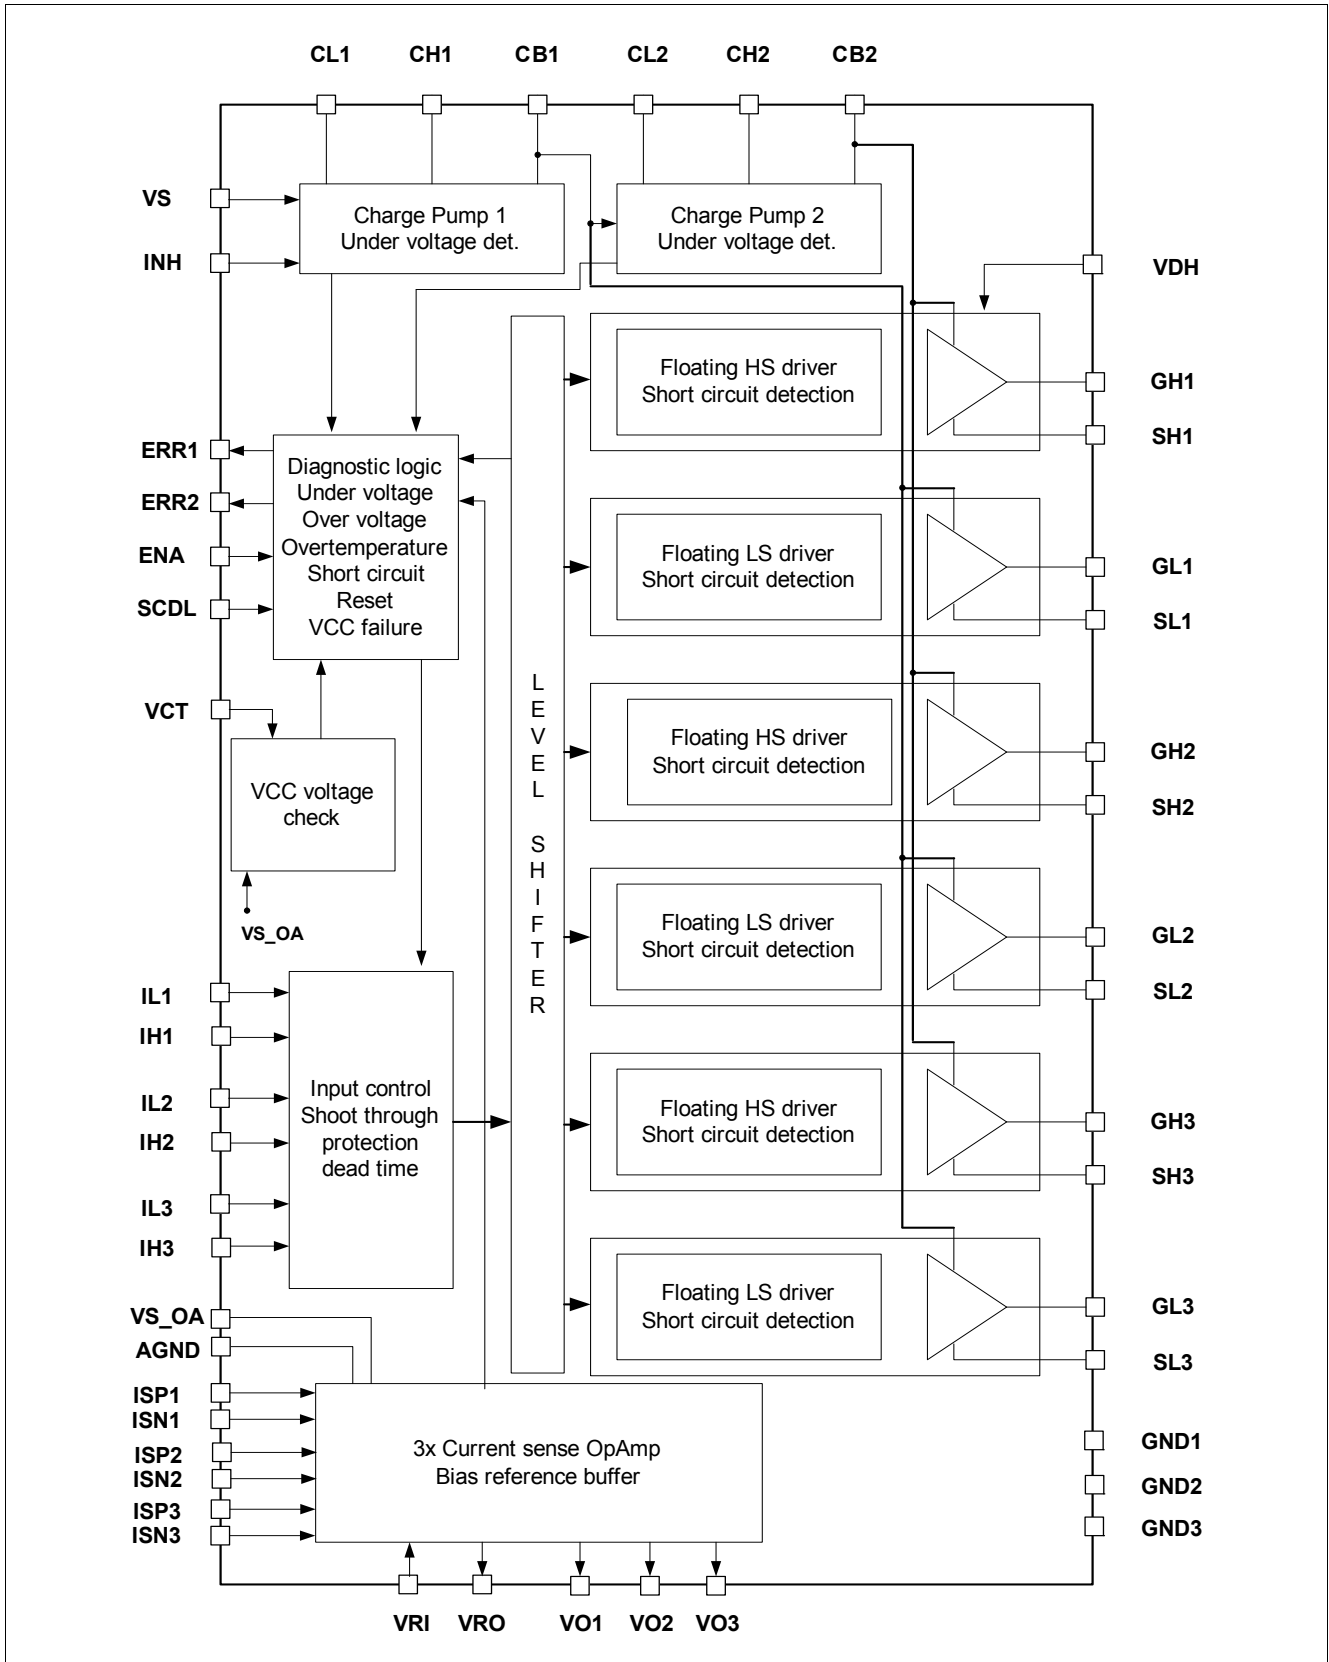 CL1 CH1 CB1 CL2 CH2 CB2
VS
Charge Pump 1
Under voltage det.
Charge Pump 2
Under voltage det.
INH
VDH
Floating HS driver
Short circuit detection
GH1
SH1
ERR1
ERR2
ENA
SCDL
Diagnostic logic
Under voltage
Over voltage
Overtemperature
Short circuit
Reset
VCC failure
Floating LS driver
Short circuit detection
GL1
SL1
VCT
VCC voltage
check
VS_OA
LEVEL SHIFTER
Floating HS driver
Short circuit detection
GH2
SH2
Floating LS driver
Short circuit detection
GL2
SL2
IL1
IH1
IL2
IH2
IL3
IH3
Input control
Shoot through
protection
dead time
Floating HS driver
Short circuit detection
GH3
SH3
Floating LS driver
Short circuit detection
GL3
SL3
VS_OA
AGND
ISP1
ISN1
ISP2
ISN2
ISP3
ISN3
3x Current sense OpAmp
Bias reference buffer
GND1
GND2
GND3
VRI VRO VO1 VO2 VO3